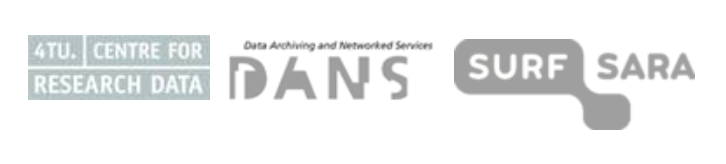 4TU. CENTRE FOR
RESEARCH DATA
Data Archiving and Networked Services
DANS
SURF SARA